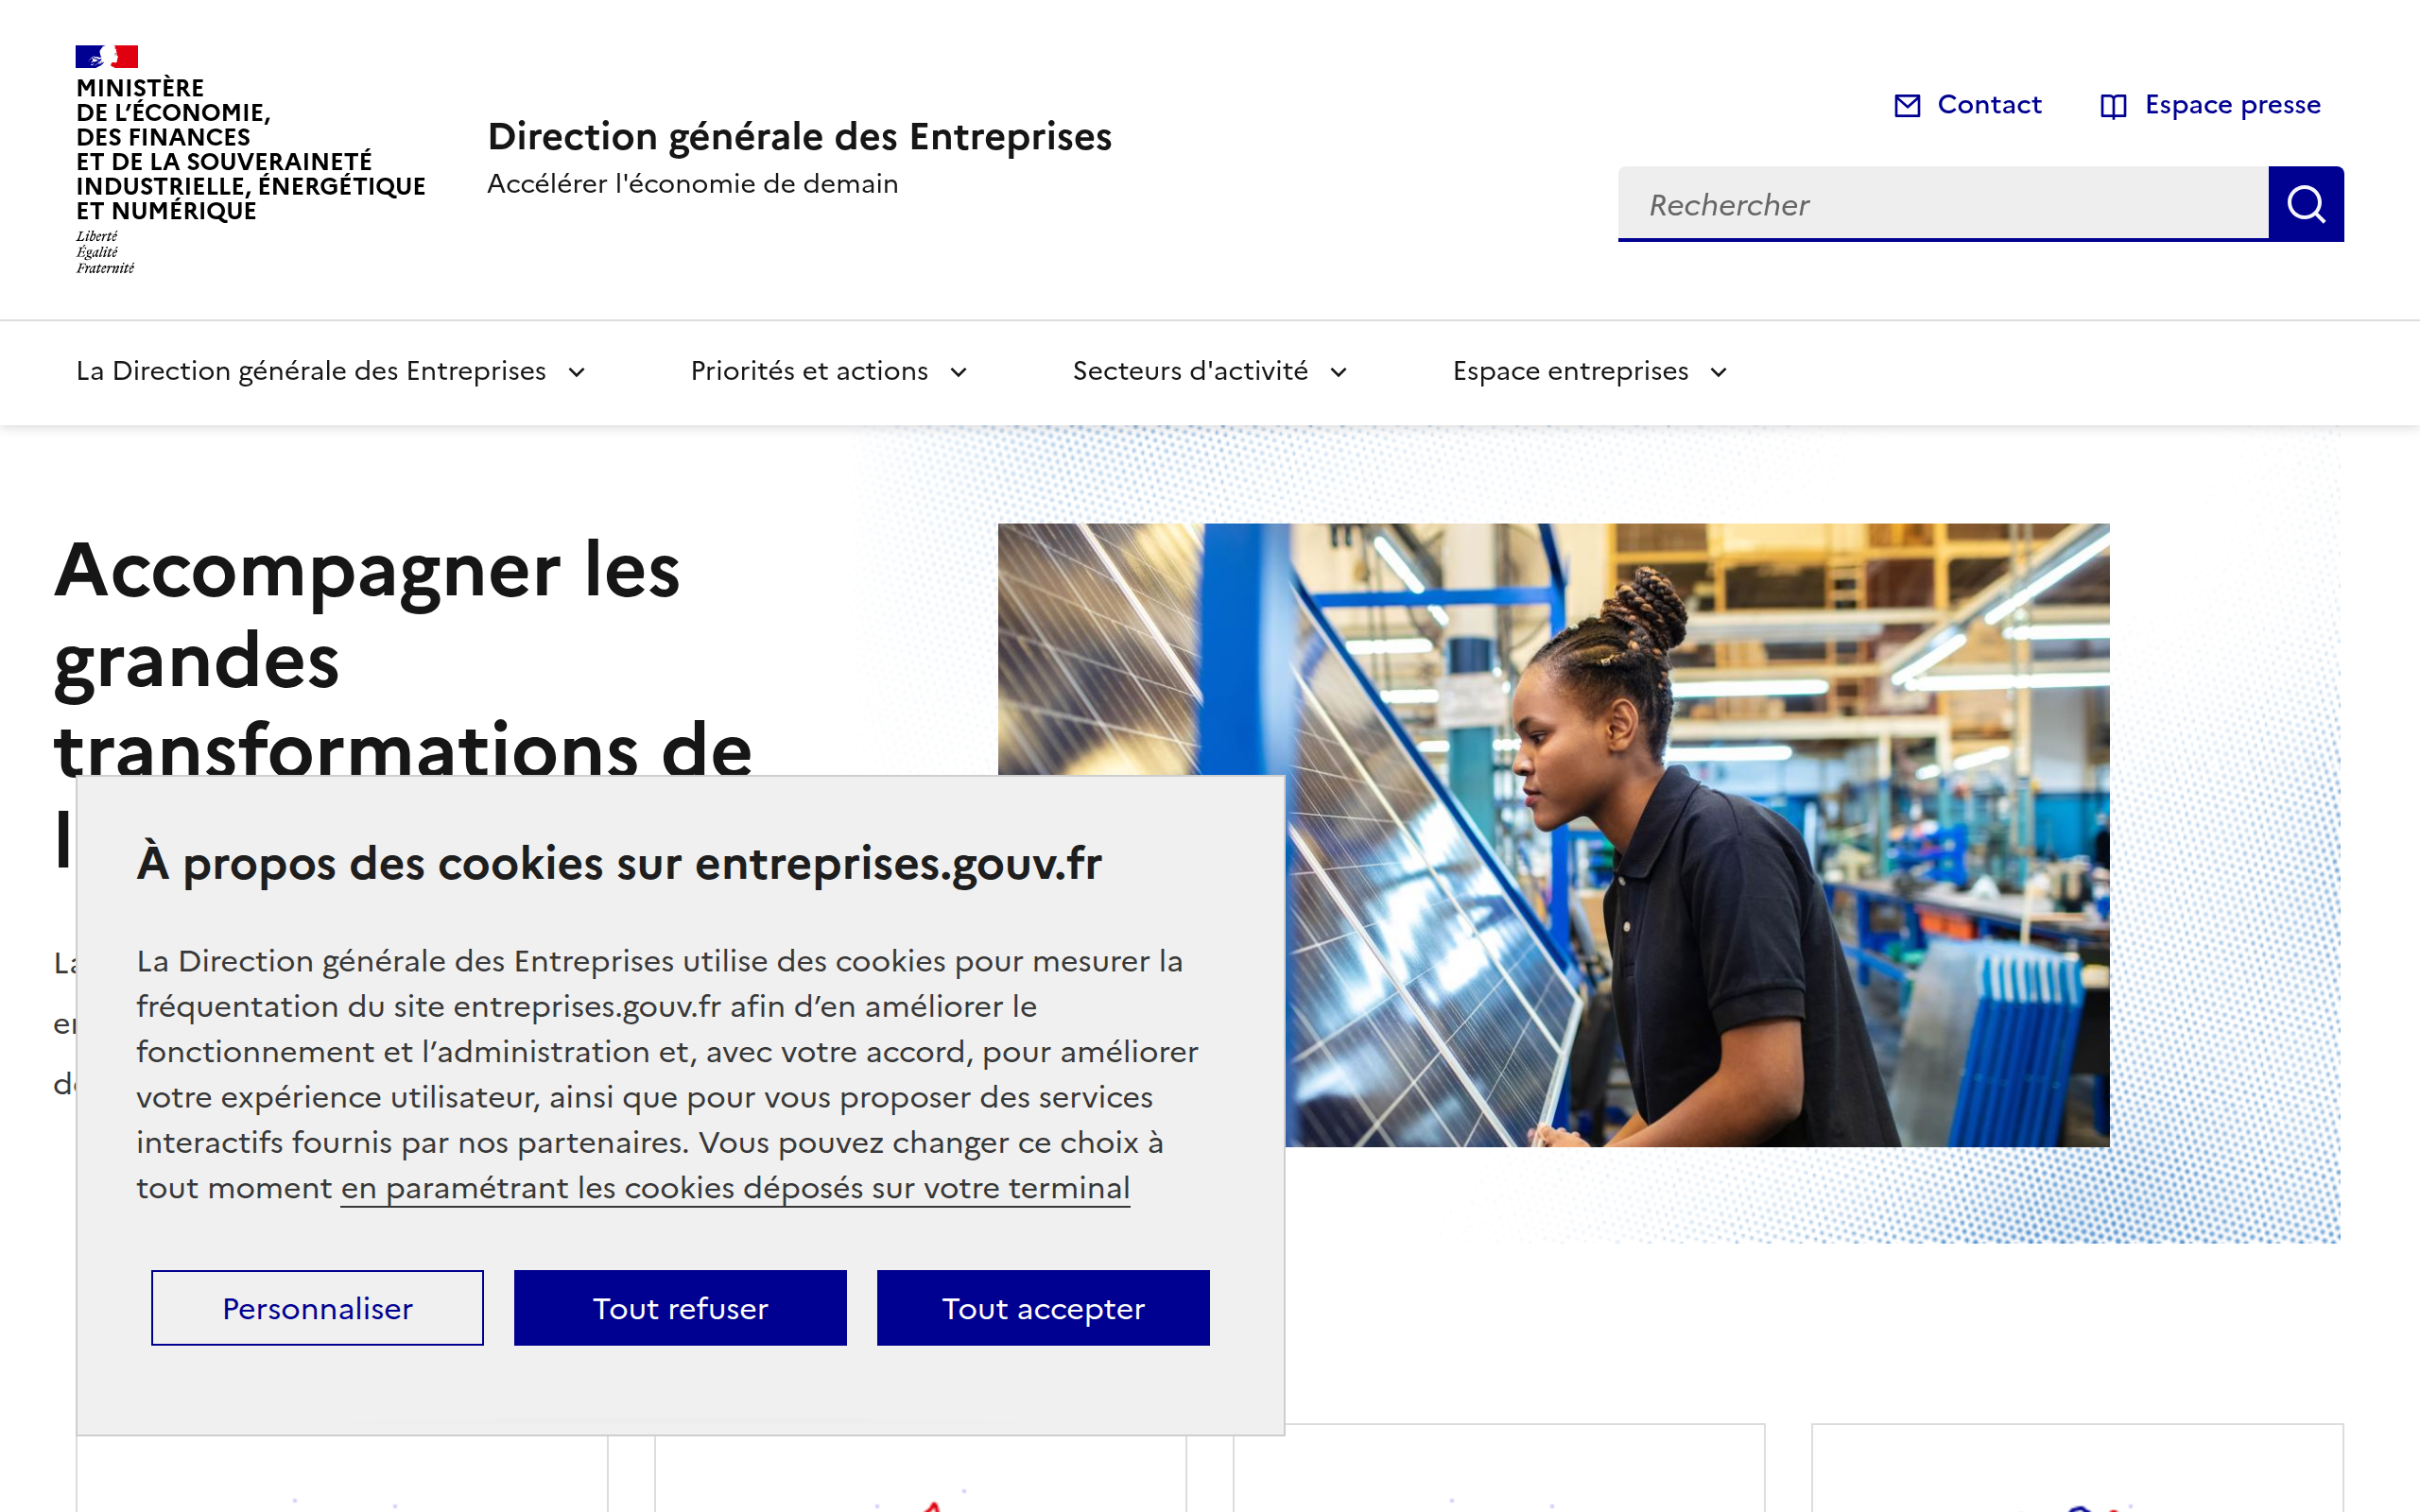 MINISTÈRE
DE L'ÉCONOMIE,
DES FINANCES
ET DE LA SOUVERAINETÉ
INDUSTRIELLE, ÉNERGÉTIQUE
ET NUMÉRIQUE
Liberté
Égalité
Fraternité
Direction générale des Entreprises
Accélérer l'économie de demain
Contact
Espace presse
Rechercher
La Direction générale des Entreprises
Priorités et actions
Secteurs d'activité
Espace entreprises
Accompagner les
grandes
transformations de
À propos des cookies sur entreprises.gouv.fr
La Direction générale des Entreprises utilise des cookies pour mesurer la
fréquentation du site entreprises.gouv.fr afin d’en améliorer le
fonctionnement et l’administration et, avec votre accord, pour améliorer
votre expérience utilisateur, ainsi que pour vous proposer des services
interactifs fournis par nos partenaires. Vous pouvez changer ce choix à
tout moment en paramétrant les cookies déposés sur votre terminal
Personnaliser
Tout refuser
Tout accepter